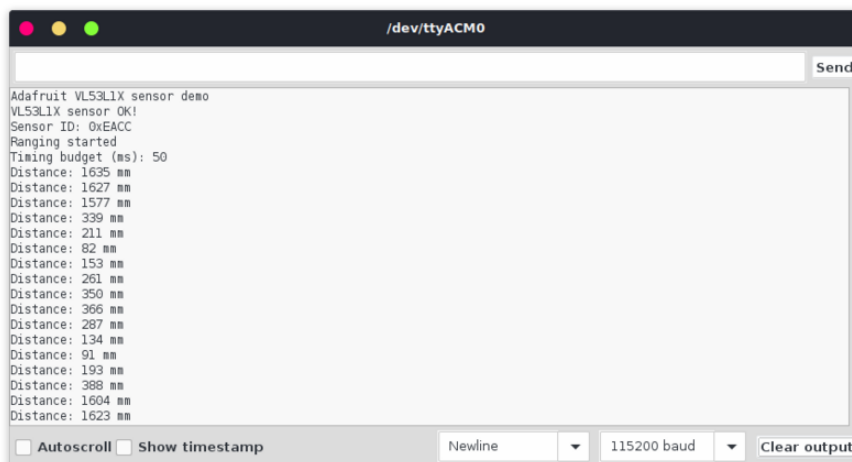 /dev/ttyACM0
Send
Adafruit VL53L1X sensor demo
VL53L1X sensor OK!
Sensor ID: 0xEACC
Ranging started
Timing budget (ms): 50
Distance: 1635 mm
Distance: 1627 mm
Distance: 1577 mm
Distance: 339 mm
Distance: 211 mm
Distance: 82 mm
Distance: 153 mm
Distance: 261 mm
Distance: 350 mm
Distance: 366 mm
Distance: 287 mm
Distance: 134 mm
Distance: 91 mm
Distance: 193 mm
Distance: 388 mm
Distance: 1604 mm
Distance: 1623 mm
Autoscroll Show timestamp Newline 115200 baud Clear output